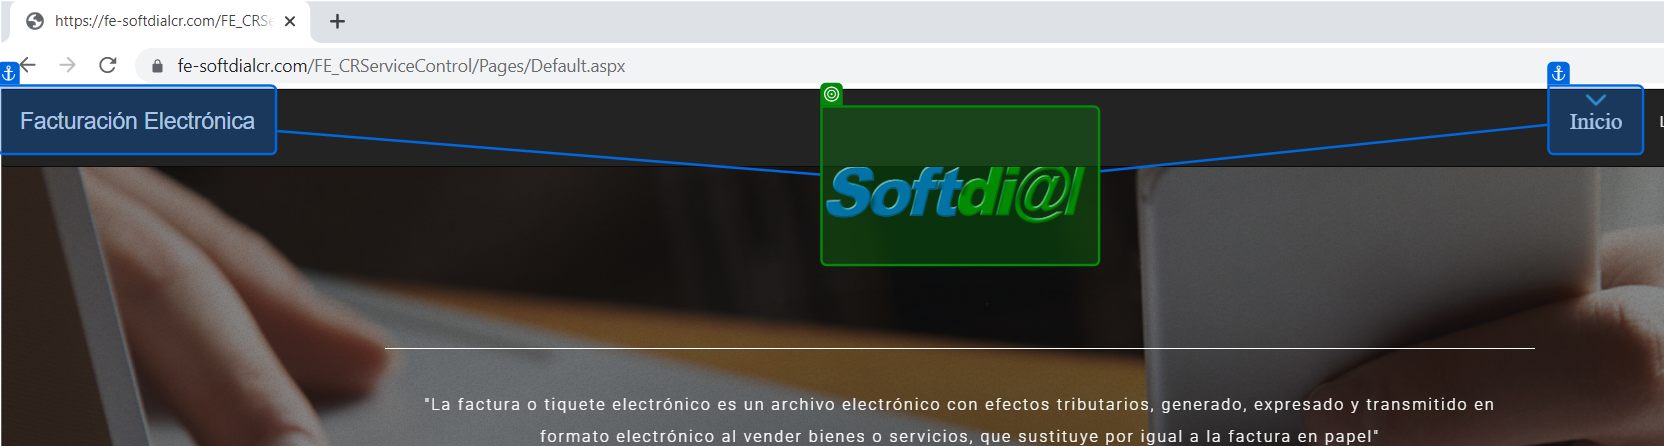 https://fe-softdialcr.com/FE_CRSe
fe-softdialcr.com/FE_CRServiceControl/Pages/Default.aspx
Facturación Electrónica
Inicio
Softdi@l
"La factura o tiquete electrónico es un archivo electrónico con efectos tributarios, generado, expresado y transmitido en
formato electrónico al vender bienes o servicios, que sustituye por igual a la factura en papel"